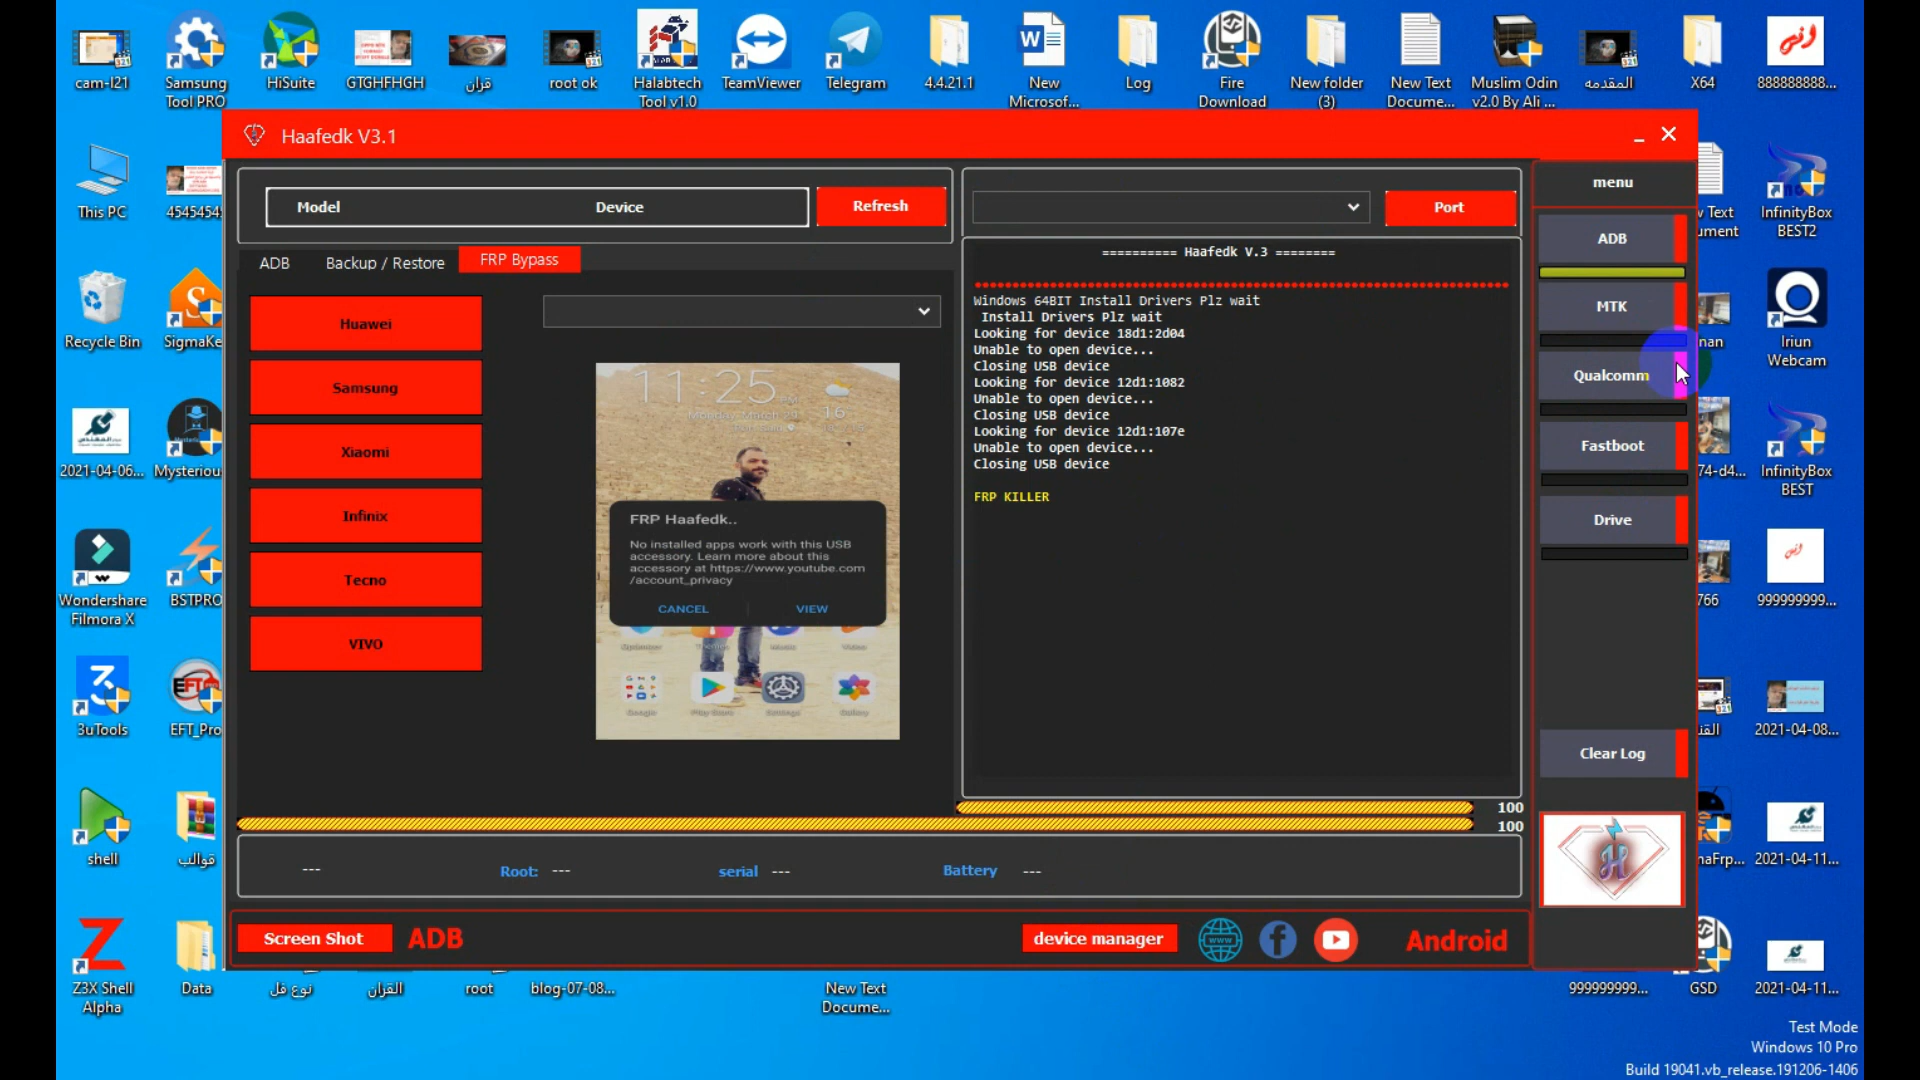 cam-l21
Samsung
Tool PRO
HiSuite
GTGHFHGH
قرآن
root ok
Halabtech
Tool v1.0
TeamViewer
Telegram
4.4.21.1
New
Microsof...
Log
Fire
Download
New folder
(3)
New Text
Docume...
Muslim Odin
v2.0 By Ali ...
المقدمه
X64
888888888...
Haafedk V3.1
Model Device
Refresh
Port
menu
ADB
MTK
Qualcomm
Fastboot
Drive
Clear Log
ADB
Backup / Restore
FRP Bypass
Huawei
Samsung
Xiaomi
Infinix
Tecno
VIVO
11:25
FRP Haafedk..
No installed apps work with this USB
accessory. Learn more about this
accessory at https://www.youtube.com
/account_privacy
CANCEL VIEW
========== Haafedk V.3 ========
Windows 64BIT Install Drivers Plz wait
Install Drivers Plz wait
Looking for device 18d1:2d04
Unable to open device...
Closing USB device
Looking for device 12d1:1082
Unable to open device...
Closing USB device
Looking for device 12d1:107e
Unable to open device...
Closing USB device
FRP KILLER
100
100
---
Root: ---
serial ---
Battery ---
Screen Shot
ADB
device manager
www
Android
This PC
45454545
InfinityBox
BEST2
Recycle Bin
SigmaKe
Iriun
Webcam
2021-04-06...
Mysteriou
InfinityBox
BEST
Wondershare
Filmora X
BSTPRO
766
999999999...
3uTools
EFT_Pro
2021-04-08...
shell
قوالب
naFrp...
2021-04-11...
Z3X Shell
Alpha
Data
نوع فل
القران
root
blog-07-08...
New Text
Docume...
999999999...
GSD
2021-04-11...
Test Mode
Windows 10 Pro
Build 19041.vb_release.191206-1406